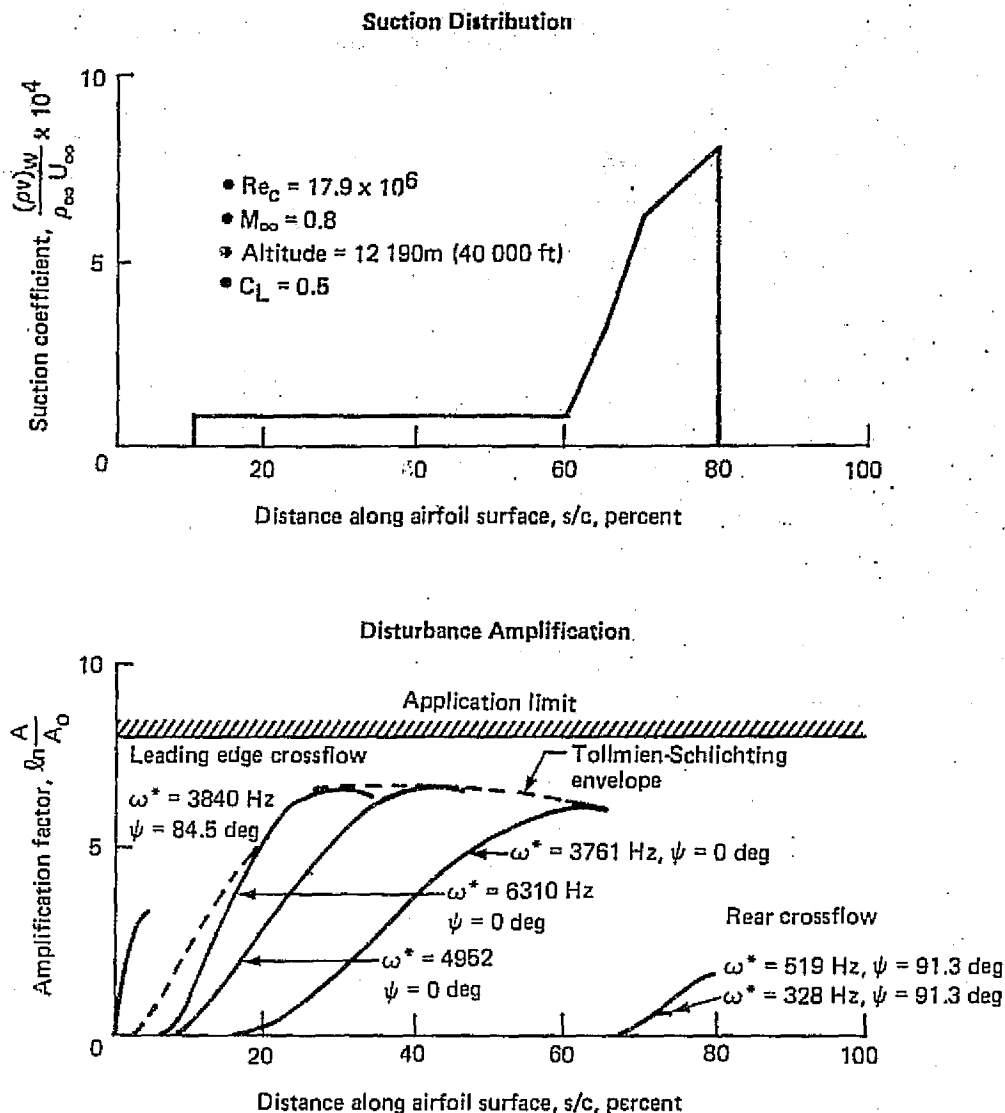 Suction Distribution
10
5
0
Suction coefficient, (ρv)w / ρ∞ U∞ × 10⁴
• Rec = 17.9 x 10⁶
• M∞ = 0.8
• Altitude = 12 190m (40 000 ft)
• CL = 0.5
20
60
80
100
Distance along airfoil surface, s/c, percent
Disturbance Amplification
10
5
0
Amplification factor, ℓn A/Ao
Application limit
Leading edge crossflow
ω* = 3840 Hz
ψ = 84.5 deg
Tollmien-Schlichting
envelope
ω* = 3761 Hz, ψ = 0 deg
ω* = 6310 Hz
ψ = 0 deg
ω* = 4952
ψ = 0 deg
Rear crossflow
ω* = 519 Hz, ψ = 91.3 deg
ω* = 328 Hz, ψ = 91.3 deg
20
40
60
80
100
Distance along airfoil surface, s/c, percent